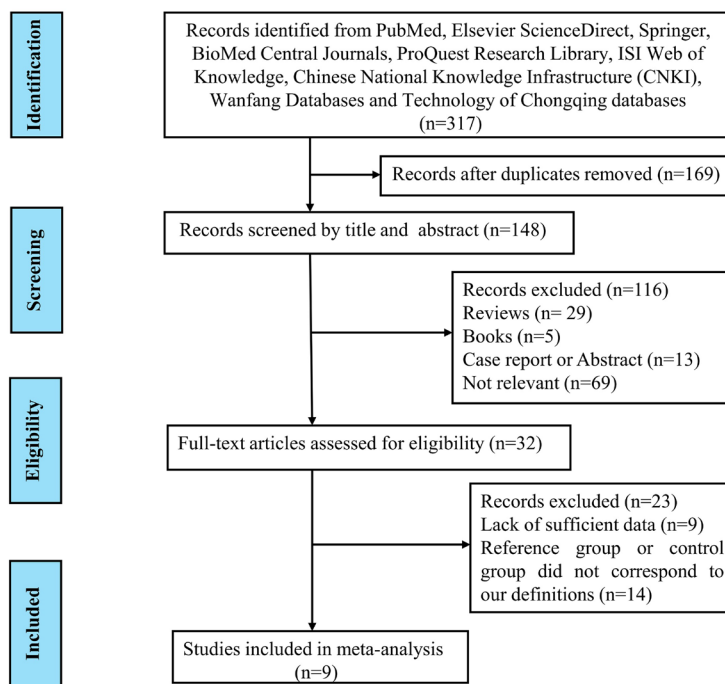 Identification
Records identified from PubMed, Elsevier ScienceDirect, Springer,
BioMed Central Journals, ProQuest Research Library, ISI Web of
Knowledge, Chinese National Knowledge Infrastructure (CNKI),
Wanfang Databases and Technology of Chongqing databases
(n=317)
Records after duplicates removed (n=169)
Screening
Records screened by title and abstract (n=148)
Records excluded (n=116)
Reviews (n= 29)
Books (n=5)
Case report or Abstract (n=13)
Not relevant (n=69)
Eligibility
Full-text articles assessed for eligibility (n=32)
Records excluded (n=23)
Lack of sufficient data (n=9)
Reference group or control
group did not correspond to
our definitions (n=14)
Included
Studies included in meta-analysis
(n=9)